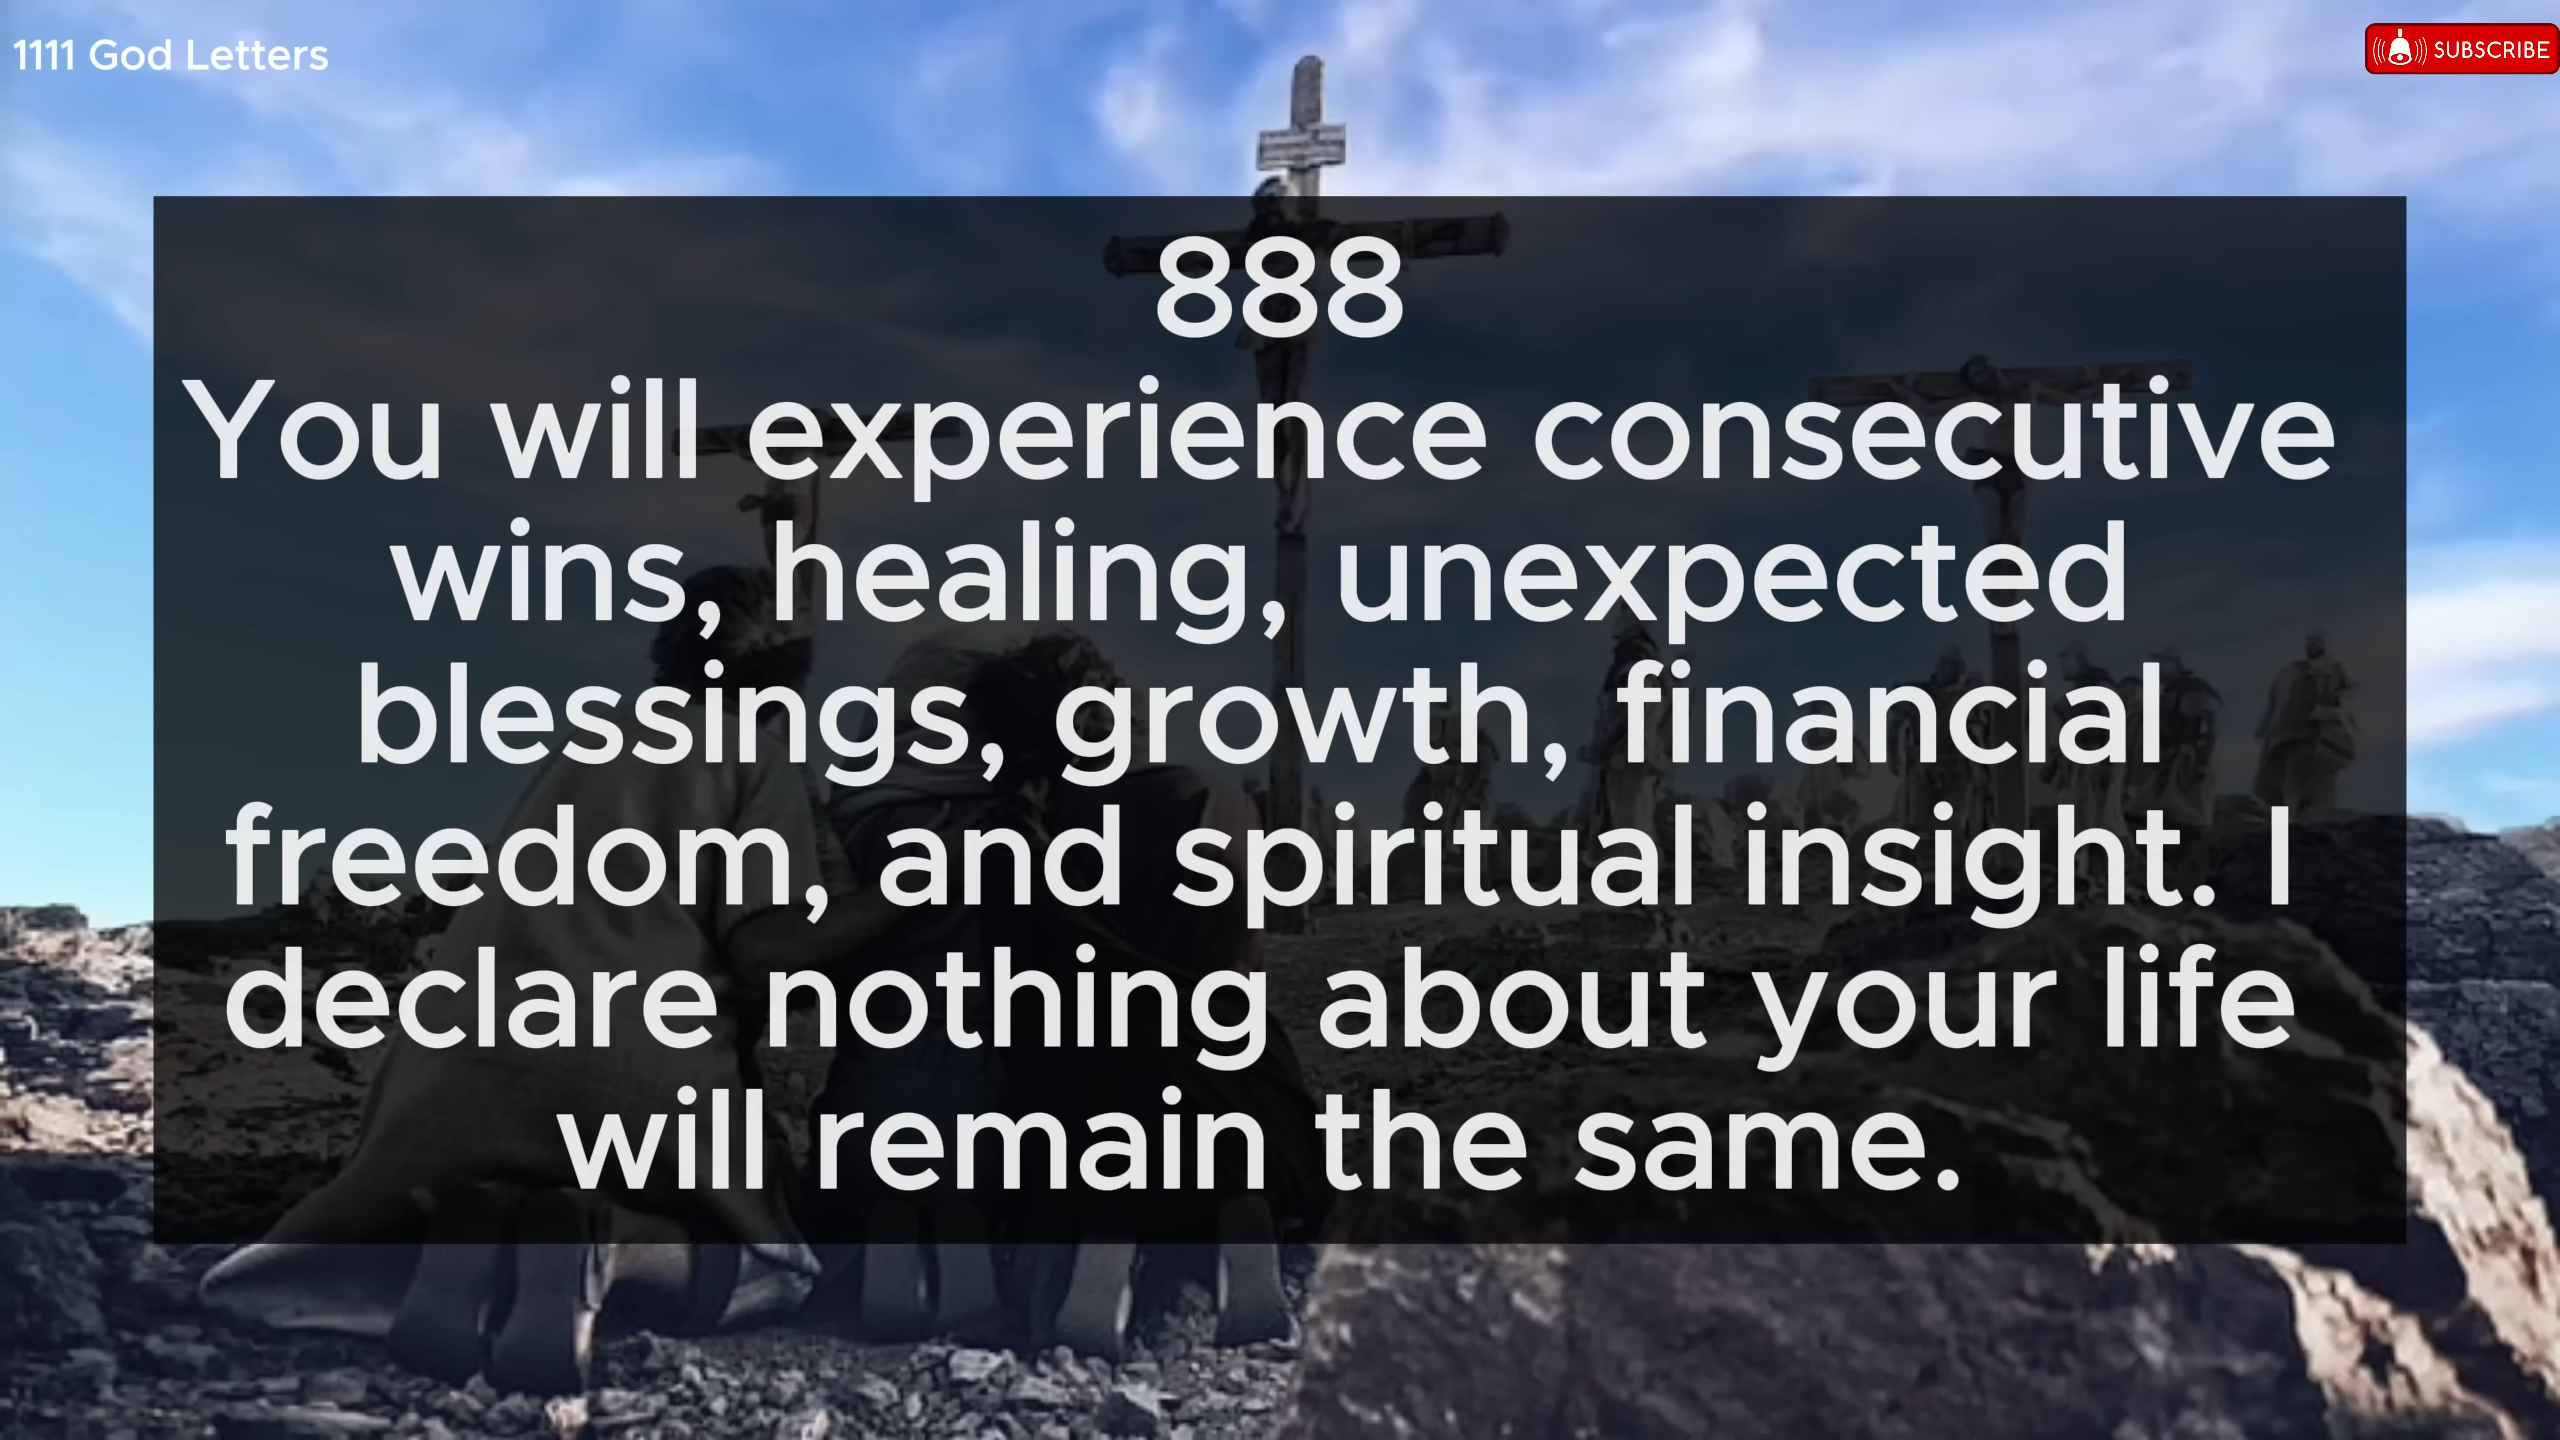 1111 God Letters
SUBSCRIBE
888
You will experience consecutive
wins, healing, unexpected
blessings, growth, financial
freedom, and spiritual insight. I
declare nothing about your life
will remain the same.